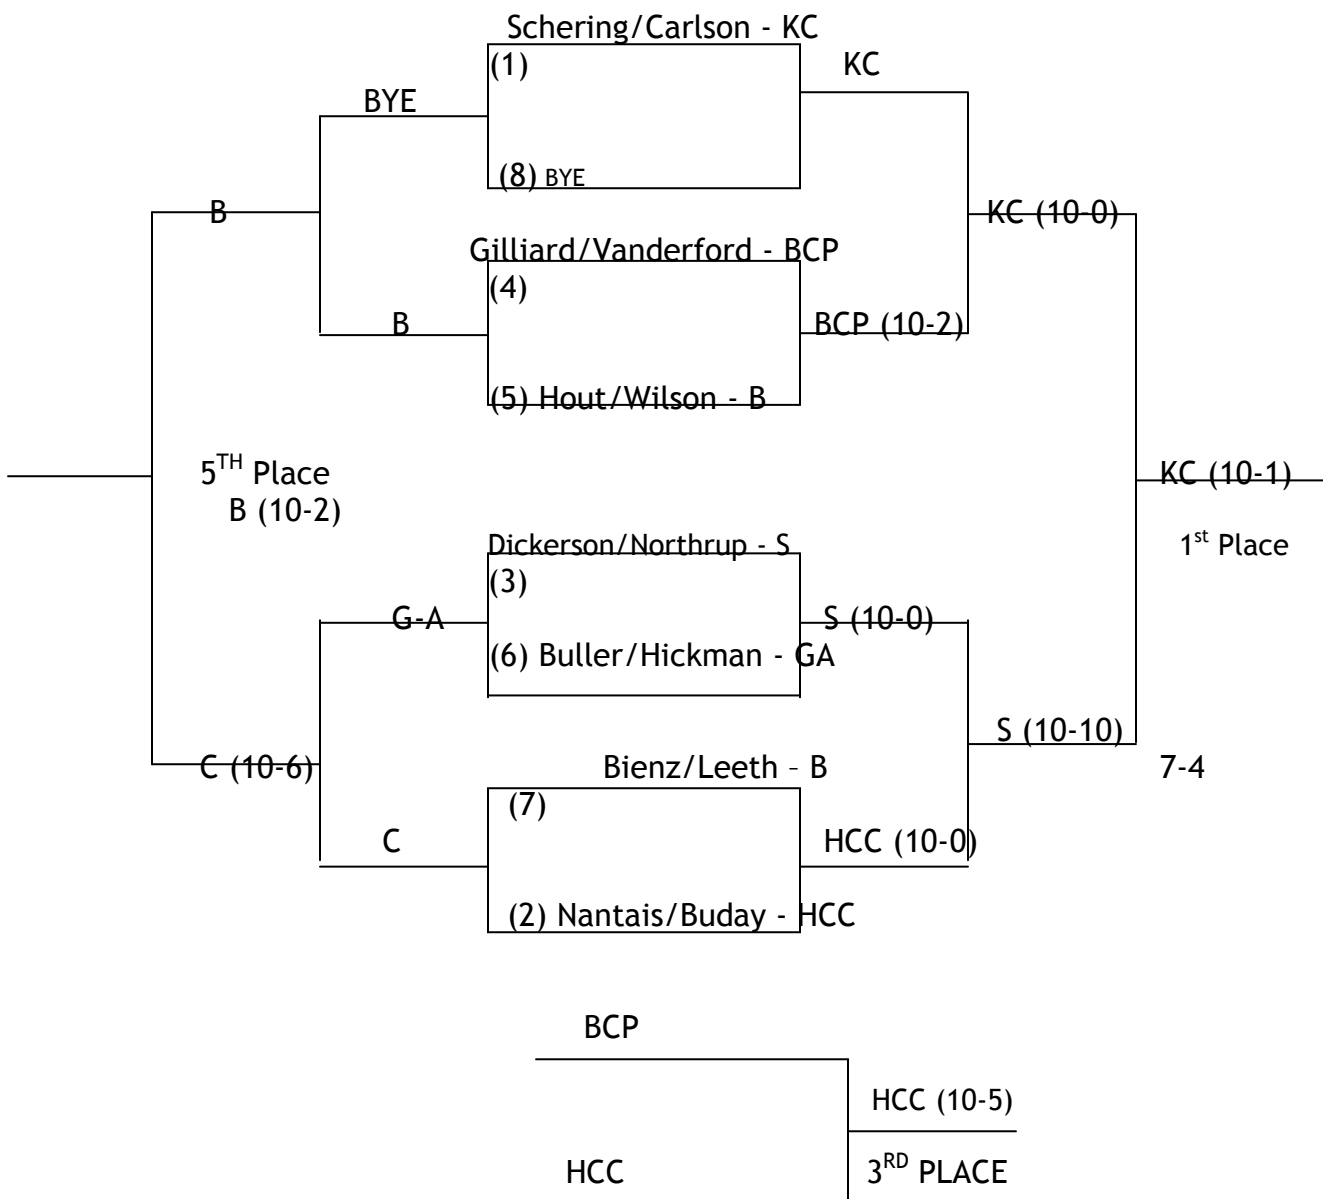 Schering/Carlson - KC
(1)
KC
BYE
(8) BYE
B
KC (10-0)
Gilliard/Vanderford - BCP
(4)
B
BCP (10-2)
(5) Hout/Wilson - B
5TH Place
B (10-2)
KC (10-1)
1st Place
Dickerson/Northrup - S
(3)
G-A
S (10-0)
(6) Buller/Hickman - GA
S (10-10)
C (10-6)
Bienz/Leeth – B
7-4
(7)
C
HCC (10-0)
(2) Nantais/Buday - HCC
BCP
HCC (10-5)
HCC
3RD PLACE